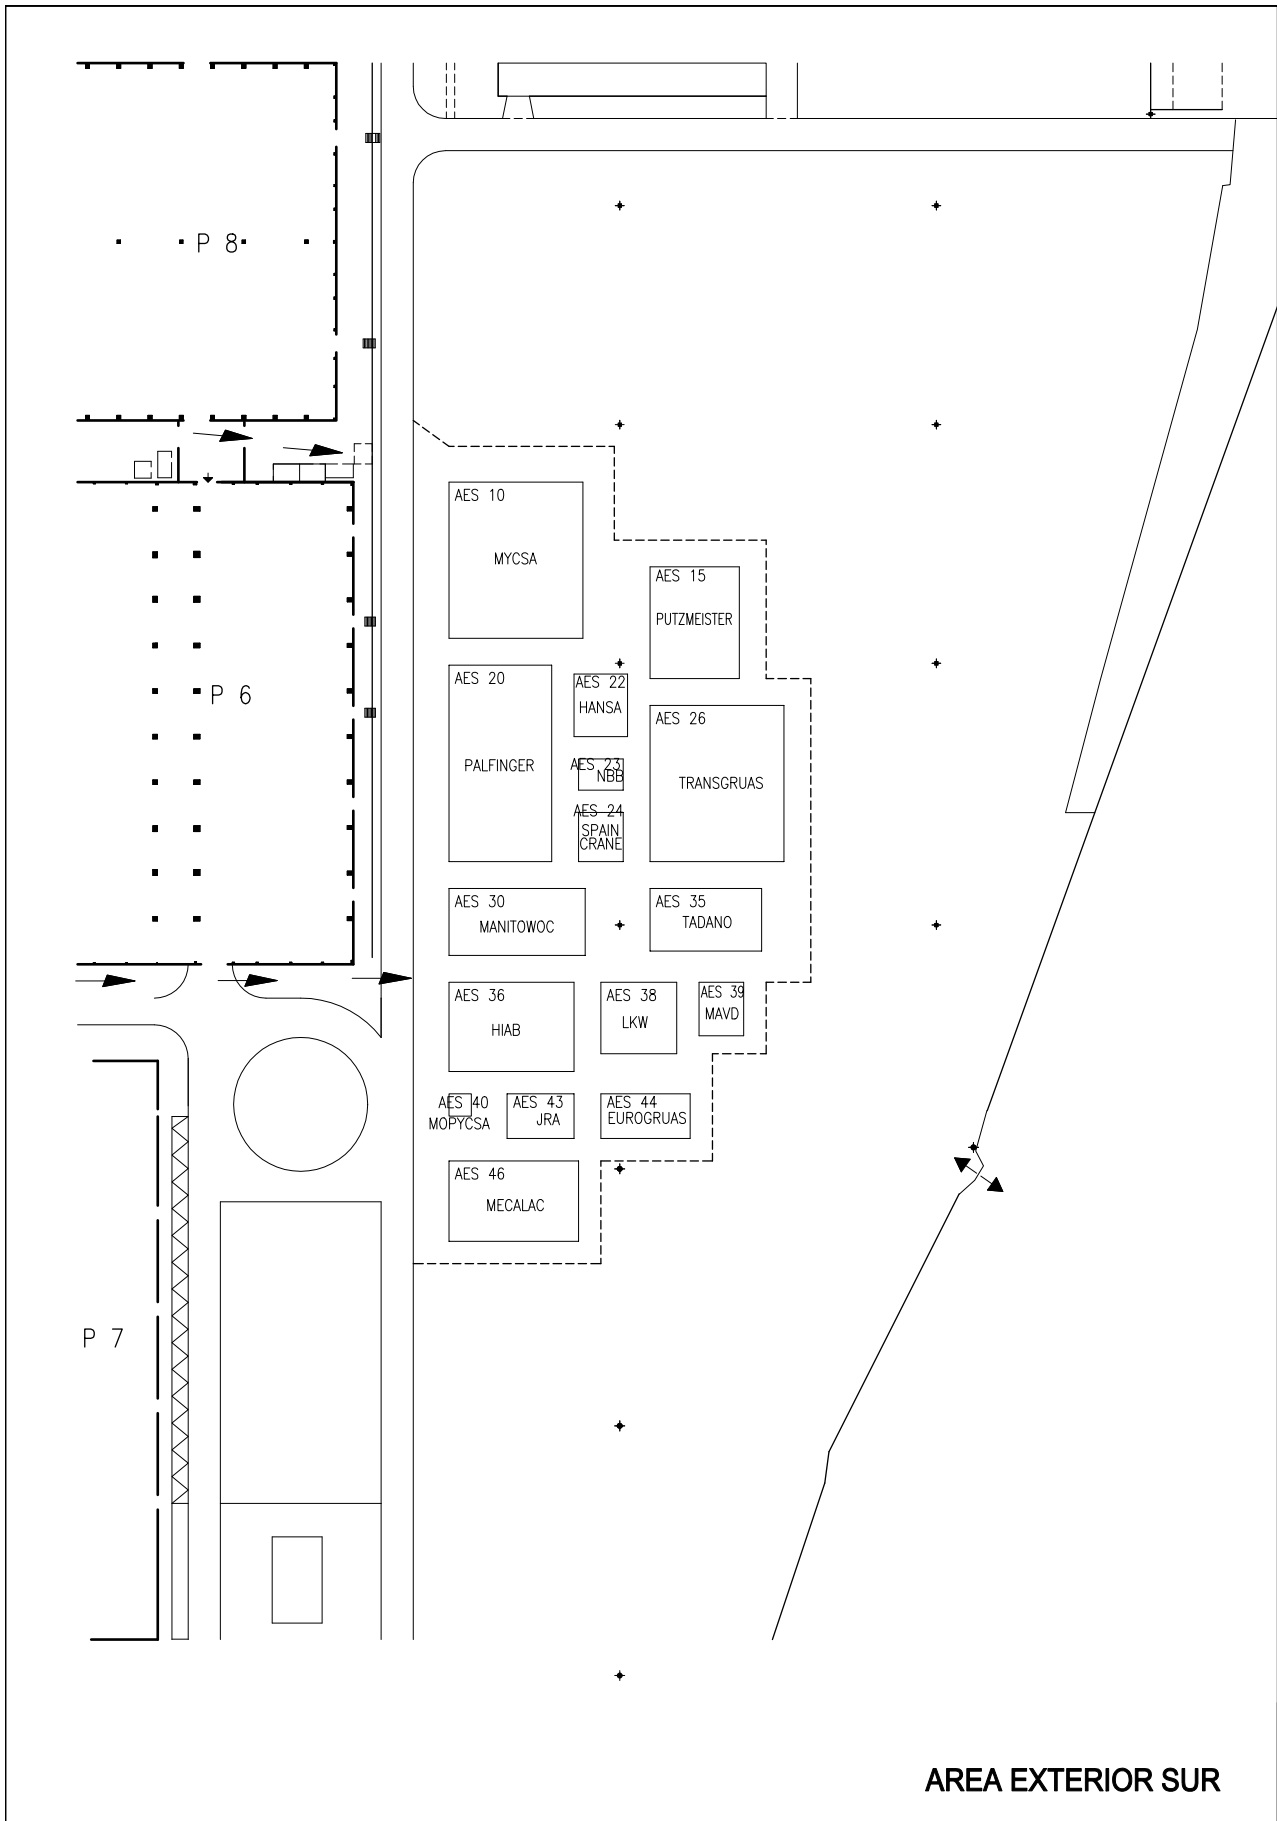 P 8
AES 10
MYCSA
AES 15
PUTZMEISTER
AES 20
PALFINGER
AES 22
HANSA
P 6
AES 26
TRANSGRUAS
AES 23
NBB
AES 24
SPAIN
CRANE
AES 30
MANITOWOC
AES 35
TADANO
AES 36
HIAB
AES 38
LKW
AES 39
MAVD
AES 40
MOPYCSA
AES 43
JRA
AES 44
EUROGRUAS
AES 46
MECALAC
P 7
AREA EXTERIOR SUR